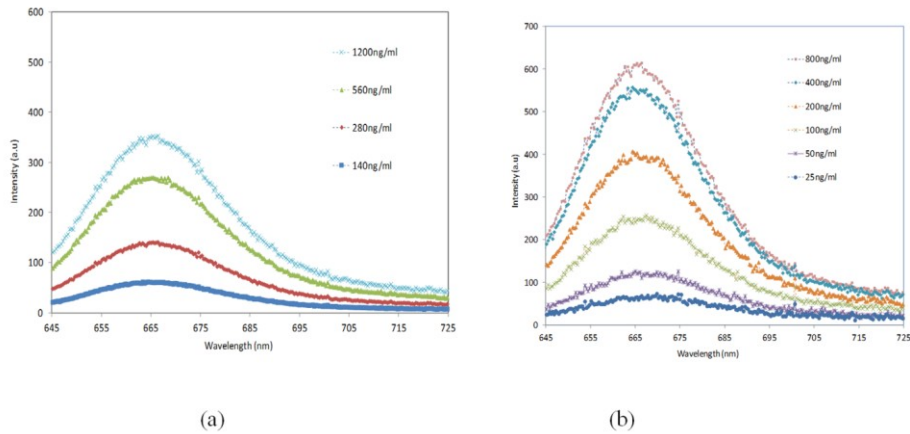 600
500
400
300
200
100
0
Intensity (a.u)
1200ng/ml
560ng/ml
280ng/ml
140ng/ml
645 655 665 675 685 695 705 715 725
Wavelength (nm)
(a)
700
600
500
400
300
200
100
0
Intensity (a.u)
800ng/ml
400ng/ml
200ng/ml
100ng/ml
50ng/ml
25ng/ml
645 655 665 675 685 695 705 715 725
Wavelength (nm)
(b)